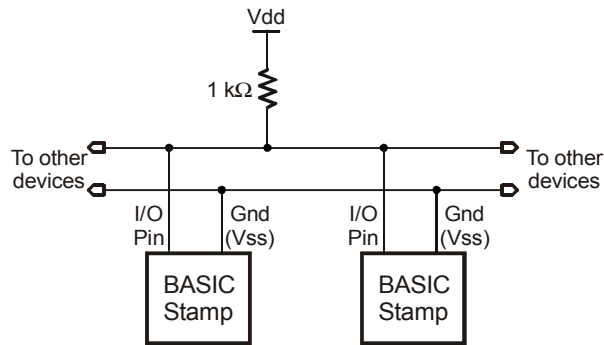 Vdd
1 kΩ
To other
devices
To other
devices
I/O
Pin
Gnd
(Vss)
I/O
Pin
Gnd
(Vss)
BASIC
Stamp
BASIC
Stamp